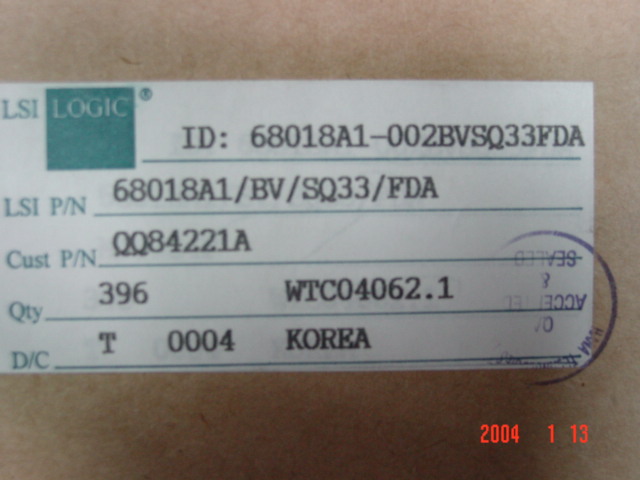 LSI LOGIC®
ID: 68018A1-002BVSQ33FDA
LSI P/N 68018A1/BV/SQ33/FDA
Cust P/N QQ84221A
Qty 396 WTC04062.1
D/C T 0004 KOREA
SEALED
&
2004 1 13